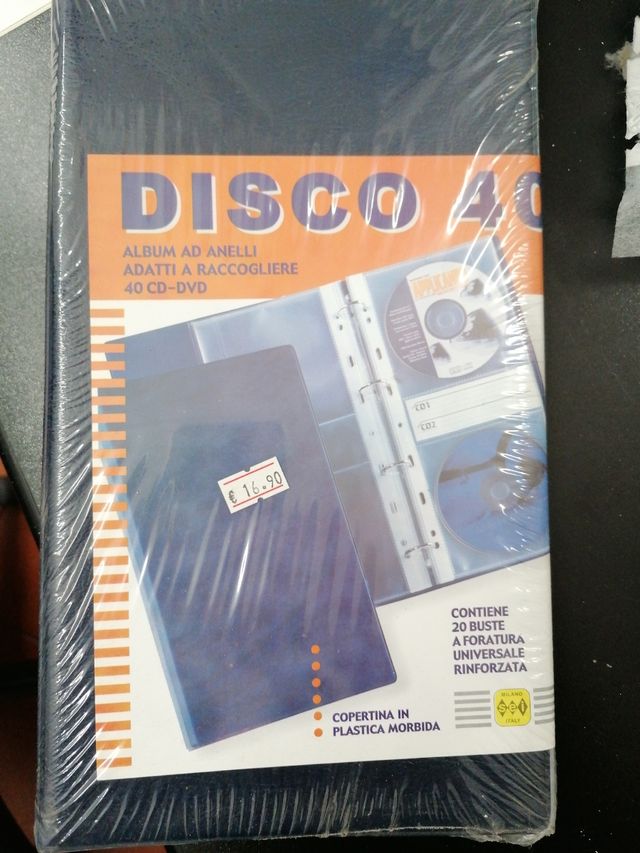 DISCO 40
ALBUM AD ANELLI
ADATTI A RACCOGLIERE
40 CD-DVD
CD1
CD2
€ 16.90
CONTIENE
20 BUSTE
A FORATURA
UNIVERSALE
RINFORZATA
COPERTINA IN
PLASTICA MORBIDA
MILANO
sei
ITALY